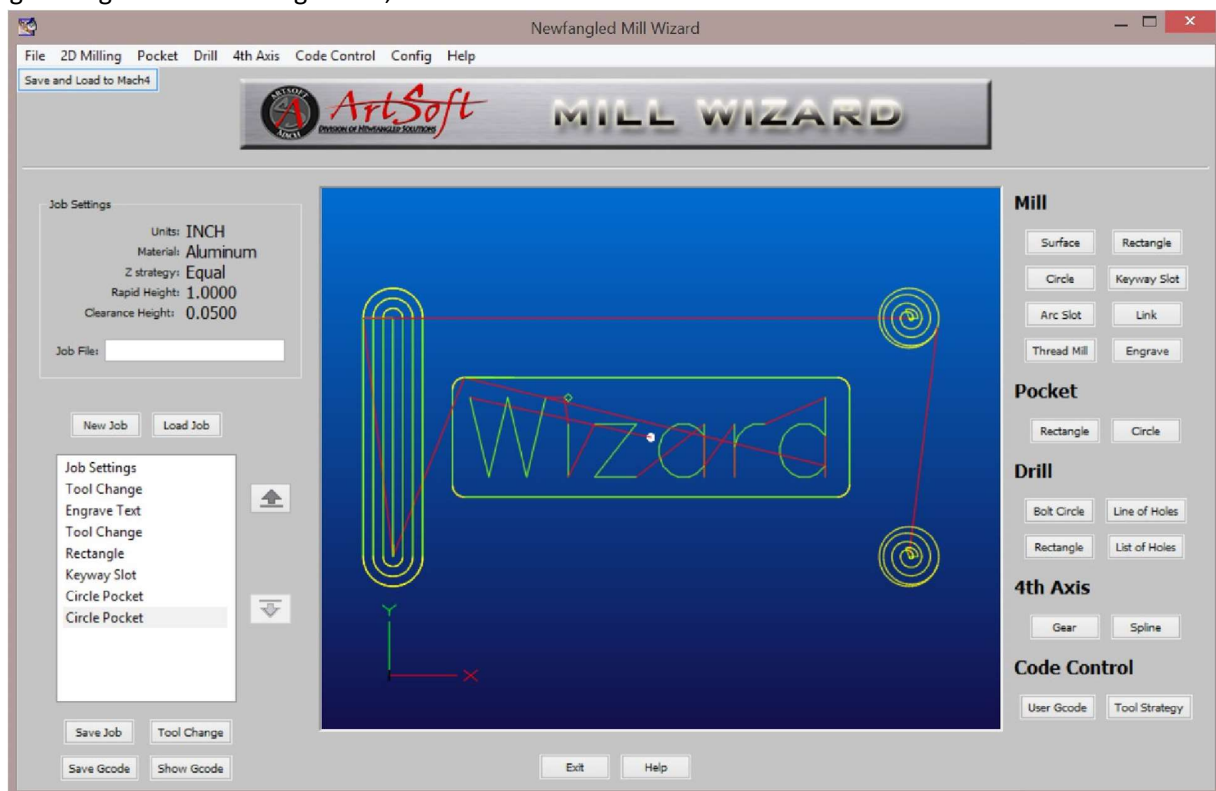 Newfangled Mill Wizard
File 2D Milling Pocket Drill 4th Axis Code Control Config Help
Save and Load to Mach4
ArtSoft
DIVISION OF NEWFANGLED SOLUTIONS
MILL WIZARD
Job Settings
Units: INCH
Material: Aluminum
Z strategy: Equal
Rapid Height: 1.0000
Clearance Height: 0.0500
Job File:
New Job Load Job
Job Settings
Tool Change
Engrave Text
Tool Change
Rectangle
Keyway Slot
Circle Pocket
Circle Pocket
Save Job Tool Change
Save Gcode Show Gcode
Wizard
Y
X
Exit Help
Mill
Surface Rectangle
Circle Keyway Slot
Arc Slot Link
Thread Mill Engrave
Pocket
Rectangle Circle
Drill
Bolt Circle Line of Holes
Rectangle List of Holes
4th Axis
Gear Spline
Code Control
User Gcode Tool Strategy